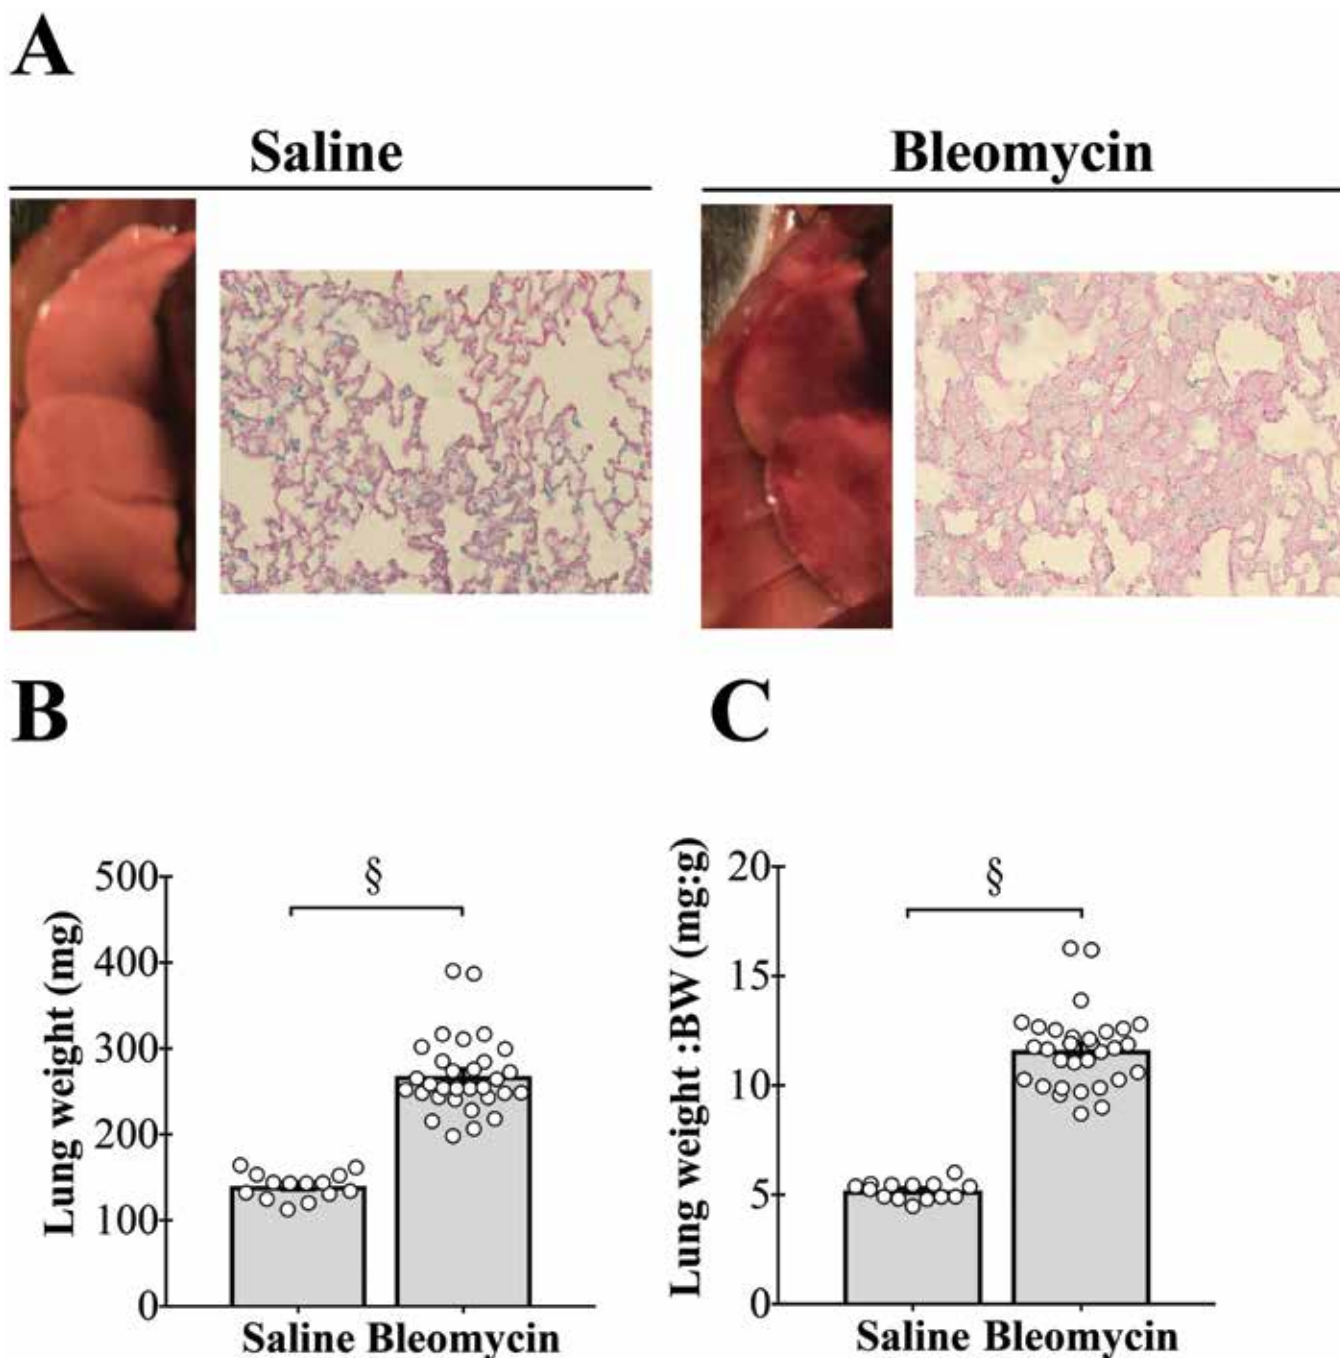 A
Saline
Bleomycin
B
C
Lung weight (mg)
500
400
300
200
100
0
§
Saline Bleomycin
Lung weight :BW (mg:g)
20
15
10
5
0
§
Saline Bleomycin